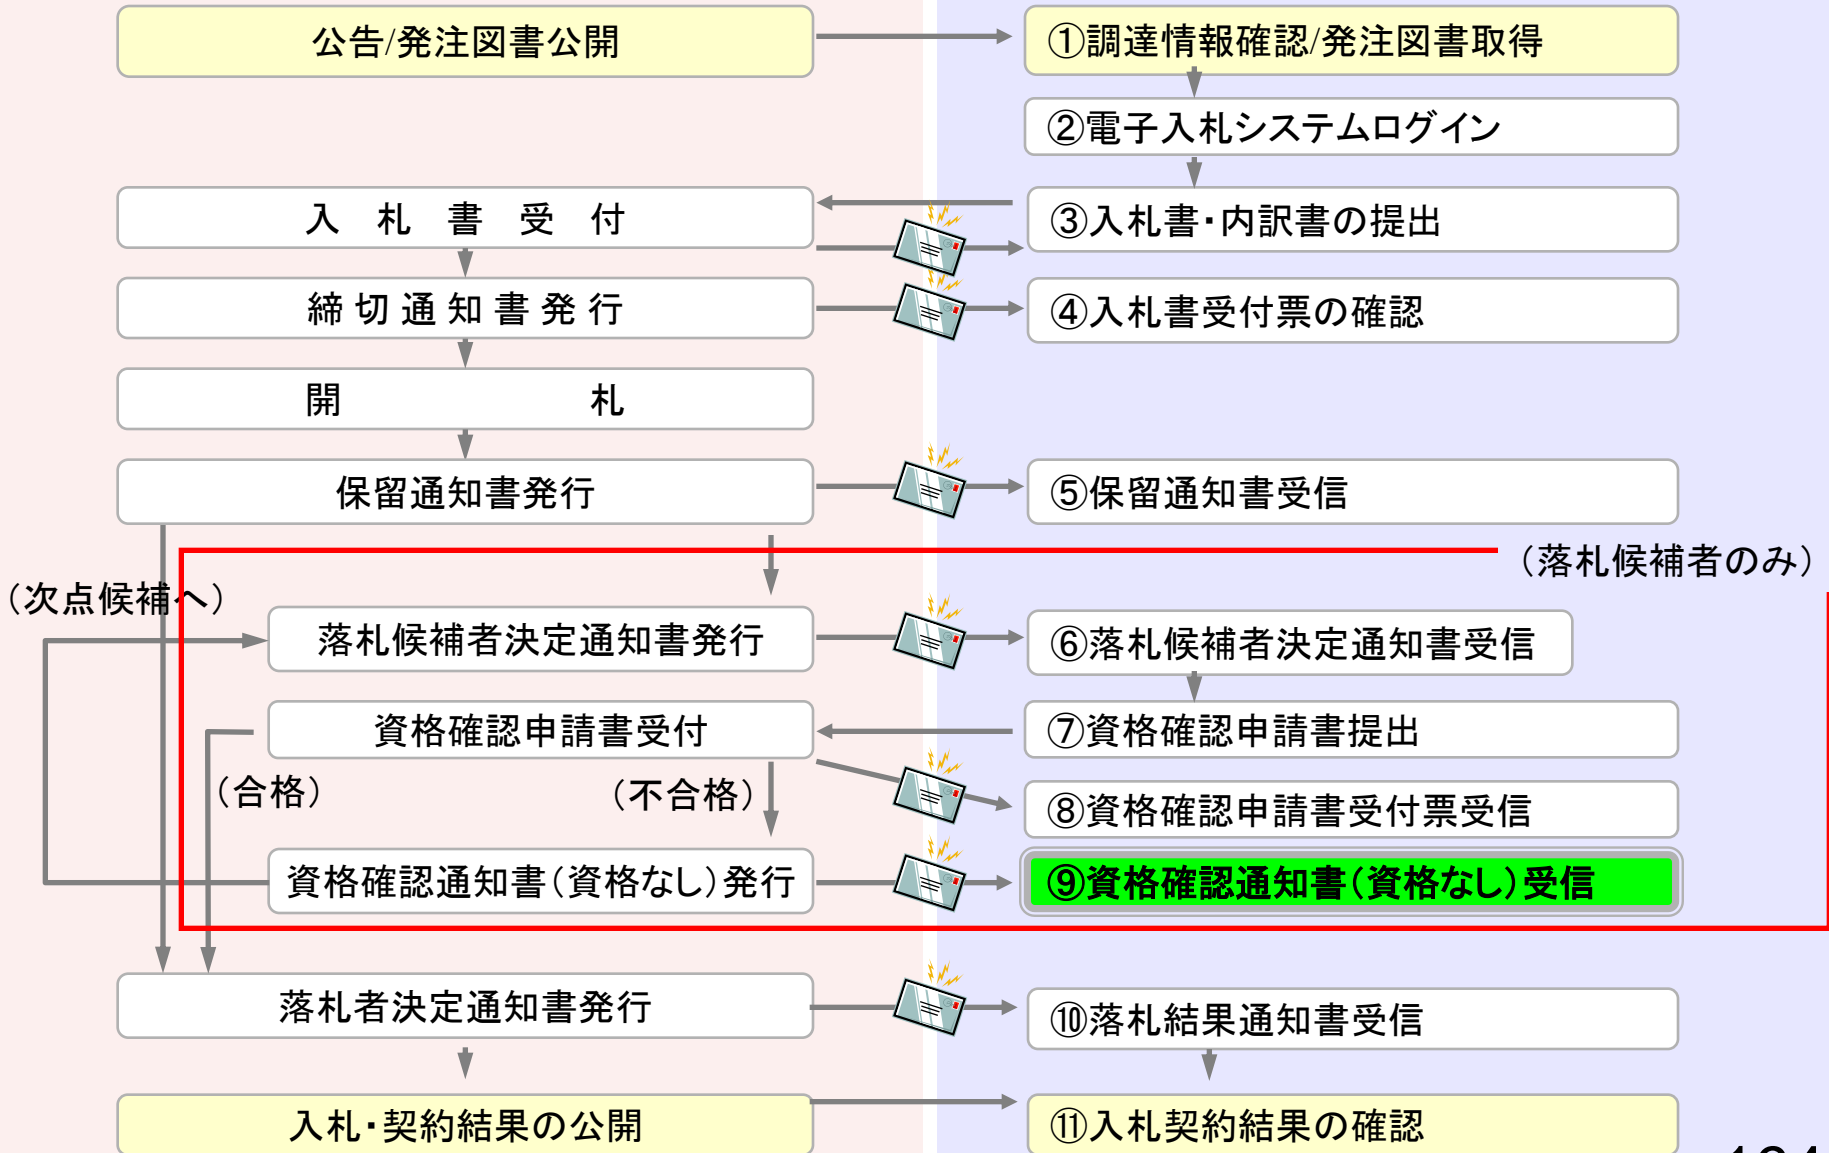 公告/発注図書公開
①調達情報確認/発注図書取得
②電子入札システムログイン
入 札 書 受 付
③入札書・内訳書の提出
締切通知書発行
④入札書受付票の確認
開 札
保留通知書発行
⑤保留通知書受信
（落札候補者のみ）
（次点候補へ）
落札候補者決定通知書発行
⑥落札候補者決定通知書受信
資格確認申請書受付
⑦資格確認申請書提出
（合格）
（不合格）
⑧資格確認申請書受付票受信
資格確認通知書（資格なし）発行
⑨資格確認通知書（資格なし）受信
落札者決定通知書発行
⑩落札結果通知書受信
入札・契約結果の公開
⑪入札契約結果の確認